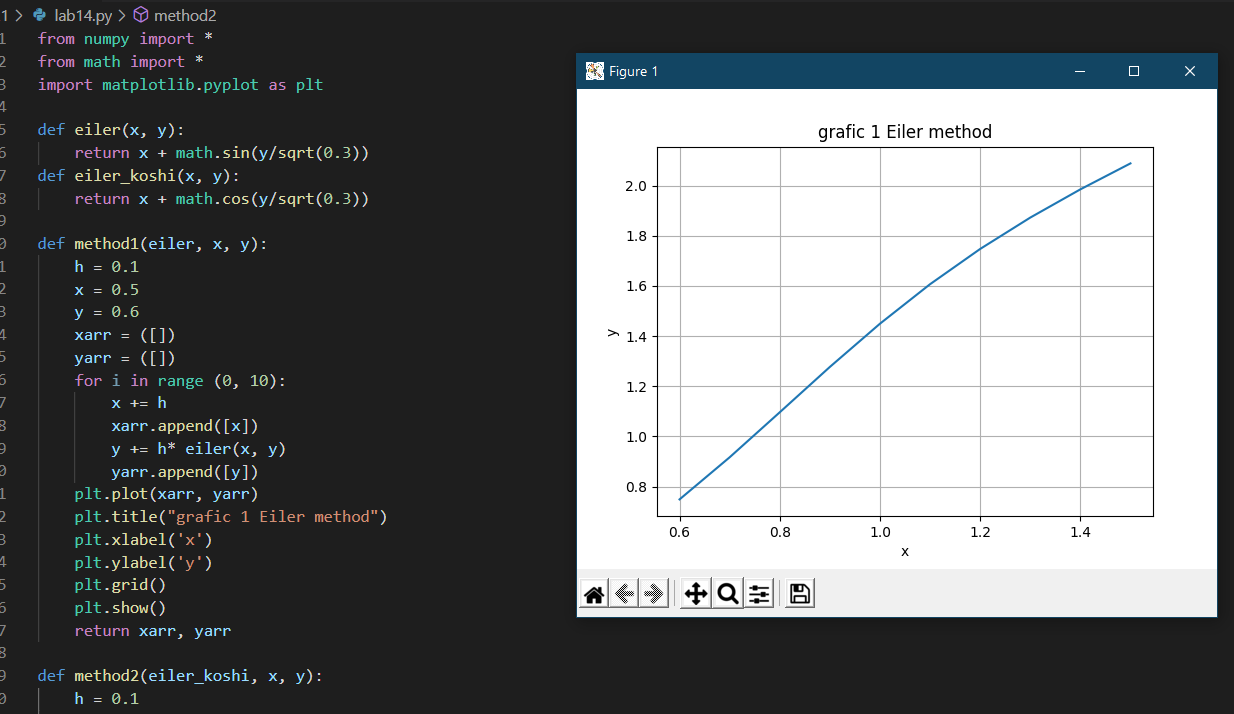 1 > lab14.py > method2
1 from numpy import *
2 from math import *
3 import matplotlib.pyplot as plt
4
5 def eiler(x, y):
6 return x + math.sin(y/sqrt(0.3))
7 def eiler_koshi(x, y):
8 return x + math.cos(y/sqrt(0.3))
9
0 def method1(eiler, x, y):
1 h = 0.1
2 x = 0.5
3 y = 0.6
4 xarr = ([])
5 yarr = ([])
6 for i in range (0, 10):
7 x += h
8 xarr.append([x])
9 y += h* eiler(x, y)
0 yarr.append([y])
1 plt.plot(xarr, yarr)
2 plt.title("grafic 1 Eiler method")
3 plt.xlabel('x')
4 plt.ylabel('y')
5 plt.grid()
6 plt.show()
7 return xarr, yarr
8
9 def method2(eiler_koshi, x, y):
0 h = 0.1
Figure 1
grafic 1 Eiler method
2.0
1.8
1.6
1.4
1.2
1.0
0.8
y
0.6 0.8 1.0 1.2 1.4
x